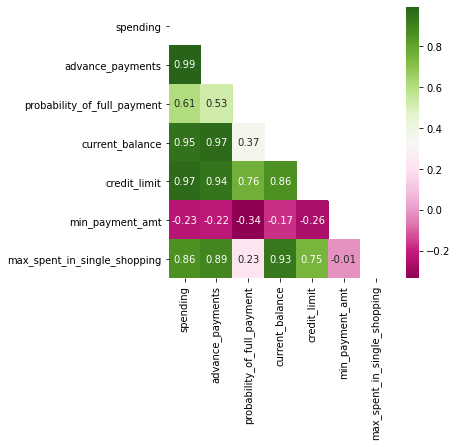 spending
advance_payments
0.99
probability_of_full_payment
0.61 0.53
current_balance
0.95 0.97 0.37
credit_limit
0.97 0.94 0.76 0.86
min_payment_amt
-0.23 -0.22 -0.34 -0.17 -0.26
max_spent_in_single_shopping
0.86 0.89 0.23 0.93 0.75 -0.01
spending
advance_payments
probability_of_full_payment
current_balance
credit_limit
min_payment_amt
max_spent_in_single_shopping
0.8
0.6
0.4
0.2
0.0
-0.2